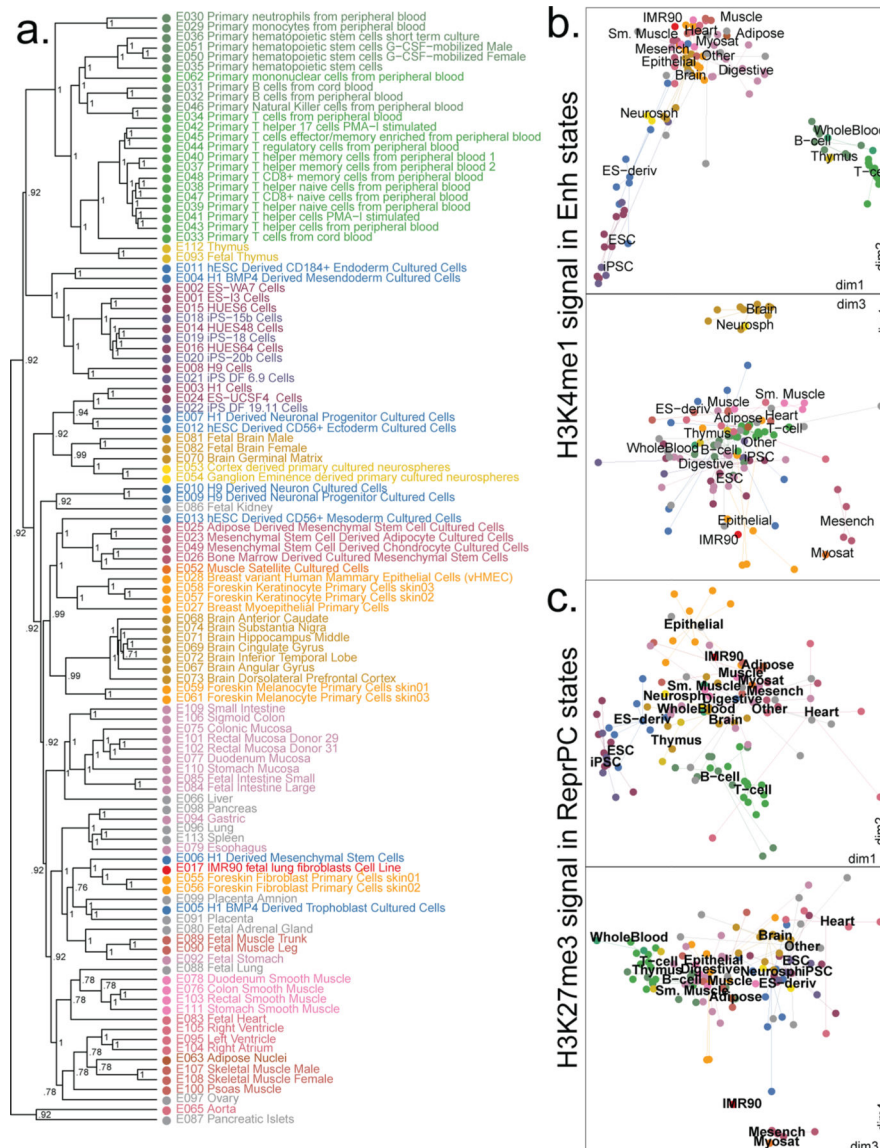 a.
E030 Primary neutrophils from peripheral blood
E029 Primary monocytes from peripheral blood
E036 Primary hematopoietic stem cells short term culture
E051 Primary hematopoietic stem cells G-CSF-mobilized Male
E050 Primary hematopoietic stem cells G-CSF-mobilized Female
E035 Primary hematopoietic stem cells
E062 Primary mononuclear cells from peripheral blood
E031 Primary B cells from cord blood
E032 Primary B cells from peripheral blood
E046 Primary Natural Killer cells from peripheral blood
E034 Primary T cells from peripheral blood
E042 Primary T helper 17 cells PMA-I stimulated
E045 Primary T cells effector/memory enriched from peripheral blood
E044 Primary T regulatory cells from peripheral blood
E040 Primary T helper memory cells from peripheral blood 1
E037 Primary T helper memory cells from peripheral blood 2
E048 Primary T CD8+ memory cells from peripheral blood
E038 Primary T helper naive cells from peripheral blood
E047 Primary T CD8+ naive cells from peripheral blood
E039 Primary T helper naive cells from peripheral blood
E041 Primary T helper cells PMA-I stimulated
E043 Primary T helper cells from peripheral blood
E033 Primary T cells from cord blood
E112 Thymus
E093 Fetal Thymus
E011 hESC Derived CD184+ Endoderm Cultured Cells
E004 H1 BMP4 Derived Mesendoderm Cultured Cells
E002 ES-WA7 Cells
E001 ES-I3 Cells
E015 HUES6 Cells
E018 iPS-15b Cells
E014 HUES48 Cells
E019 iPS-18 Cells
E016 HUES64 Cells
E020 iPS-20b Cells
E008 H9 Cells
E021 iPS DF 6.9 Cells
E003 H1 Cells
E024 ES-UCSF4 Cells
E022 iPS DF 19.11 Cells
E007 H1 Derived Neuronal Progenitor Cultured Cells
E012 hESC Derived CD56+ Ectoderm Cultured Cells
E081 Fetal Brain Male
E082 Fetal Brain Female
E070 Brain Germinal Matrix
E053 Cortex derived primary cultured neurospheres
E054 Ganglion Eminence derived primary cultured neurospheres
E010 H9 Derived Neuron Cultured Cells
E009 H9 Derived Neuronal Progenitor Cultured Cells
E086 Fetal Kidney
E013 hESC Derived CD56+ Mesoderm Cultured Cells
E025 Adipose Derived Mesenchymal Stem Cell Cultured Cells
E023 Mesenchymal Stem Cell Derived Adipocyte Cultured Cells
E049 Mesenchymal Stem Cell Derived Chondrocyte Cultured Cells
E026 Bone Marrow Derived Cultured Mesenchymal Stem Cells
E052 Muscle Satellite Cultured Cells
E028 Breast variant Human Mammary Epithelial Cells (vHMEC)
E058 Foreskin Keratinocyte Primary Cells skin03
E057 Foreskin Keratinocyte Primary Cells skin02
E027 Breast Myoepithelial Primary Cells
E068 Brain Anterior Caudate
E074 Brain Substantia Nigra
E071 Brain Hippocampus Middle
E069 Brain Cingulate Gyrus
E072 Brain Inferior Temporal Lobe
E067 Brain Angular Gyrus
E073 Brain Dorsolateral Prefrontal Cortex
E059 Foreskin Melanocyte Primary Cells skin01
E061 Foreskin Melanocyte Primary Cells skin03
E109 Small Intestine
E106 Sigmoid Colon
E075 Colonic Mucosa
E101 Rectal Mucosa Donor 29
E102 Rectal Mucosa Donor 31
E077 Duodenum Mucosa
E110 Stomach Mucosa
E085 Fetal Intestine Small
E084 Fetal Intestine Large
E066 Liver
E098 Pancreas
E094 Gastric
E096 Lung
E113 Spleen
E079 Esophagus
E006 H1 Derived Mesenchymal Stem Cells
E017 IMR90 fetal lung fibroblasts Cell Line
E055 Foreskin Fibroblast Primary Cells skin01
E056 Foreskin Fibroblast Primary Cells skin02
E099 Placenta Amnion
E005 H1 BMP4 Derived Trophoblast Cultured Cells
E091 Placenta
E080 Fetal Adrenal Gland
E089 Fetal Muscle Trunk
E090 Fetal Muscle Leg
E092 Fetal Stomach
E088 Fetal Lung
E078 Duodenum Smooth Muscle
E076 Colon Smooth Muscle
E103 Rectal Smooth Muscle
E111 Stomach Smooth Muscle
E083 Fetal Heart
E105 Right Ventricle
E095 Left Ventricle
E104 Right Atrium
E063 Adipose Nuclei
E107 Skeletal Muscle Male
E108 Skeletal Muscle Female
E100 Psoas Muscle
E097 Ovary
E065 Aorta
E087 Pancreatic Islets
.92
.92
.94
.92
.99
.92
.92
.99
.71
.92
.99
.92
.76
.92
.78
.78
.78
.78
.78
.78
.92
b.
H3K4me1 signal in Enh states
IMR90
Muscle
Heart
Adipose
Sm. Muscle
Myosat
Mesench
Other
Epithelial
Brain
Digestive
Neurosph
WholeBlood
B-cell
Thymus
T-cell
ES-deriv
ESC
iPSC
dim1
dim2
dim3
Brain
Neurosph
Muscle
Sm. Muscle
ES-deriv
Adipose
Heart
T-cell
Thymus
Other
WholeBlood
B-cell
iPSC
Digestive
ESC
Epithelial
IMR90
Mesench
Myosat
c.
H3K27me3 signal in ReprPC states
Epithelial
IMR90
Adipose
Muscle
Myosat
Sm. Muscle
Mesench
Neurosph
Digestive
WholeBlood
Other
Heart
ES-deriv
Brain
Thymus
ESC
iPSC
B-cell
T-cell
dim1
dim2
Heart
WholeBlood
Brain
Other
T-cell
Epithelial
ESC
Thymus
Digestive
Neurosph
iPSC
B-cell
Muscle
ES-deriv
Sm. Muscle
Adipose
IMR90
Mesench
Myosat
dim3